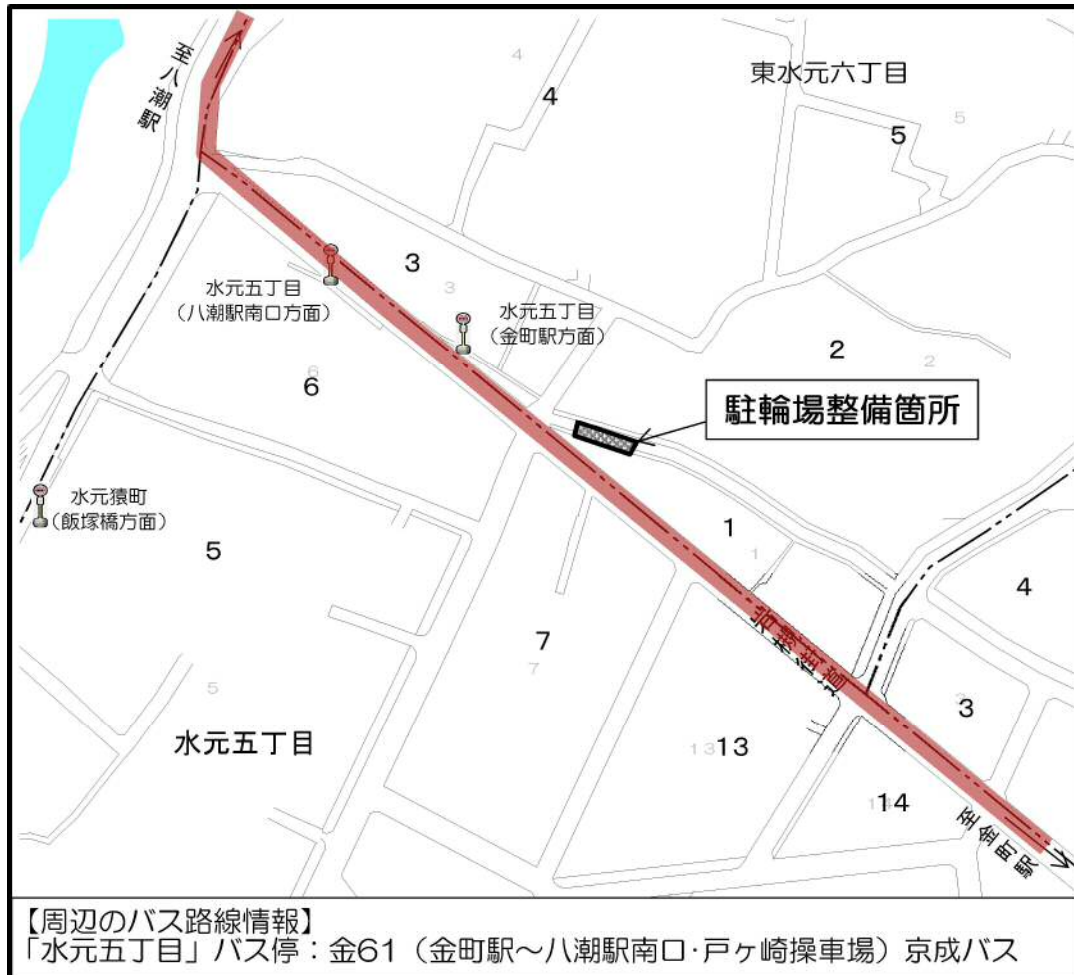 至八潮駅
4
4
東水元六丁目
5
5
3
3
水元五丁目
(八潮駅南口方面)
水元五丁目
(金町駅方面)
2
2
6
6
駐輪場整備箇所
水元猿町
(飯塚橋方面)
5
1
1
4
7
7
5
水元五丁目
3
3
13
13
14
14
至金町駅
【周辺のバス路線情報】
「水元五丁目」バス停：金61（金町駅～八潮駅南口・戸ヶ崎操車場）京成バス